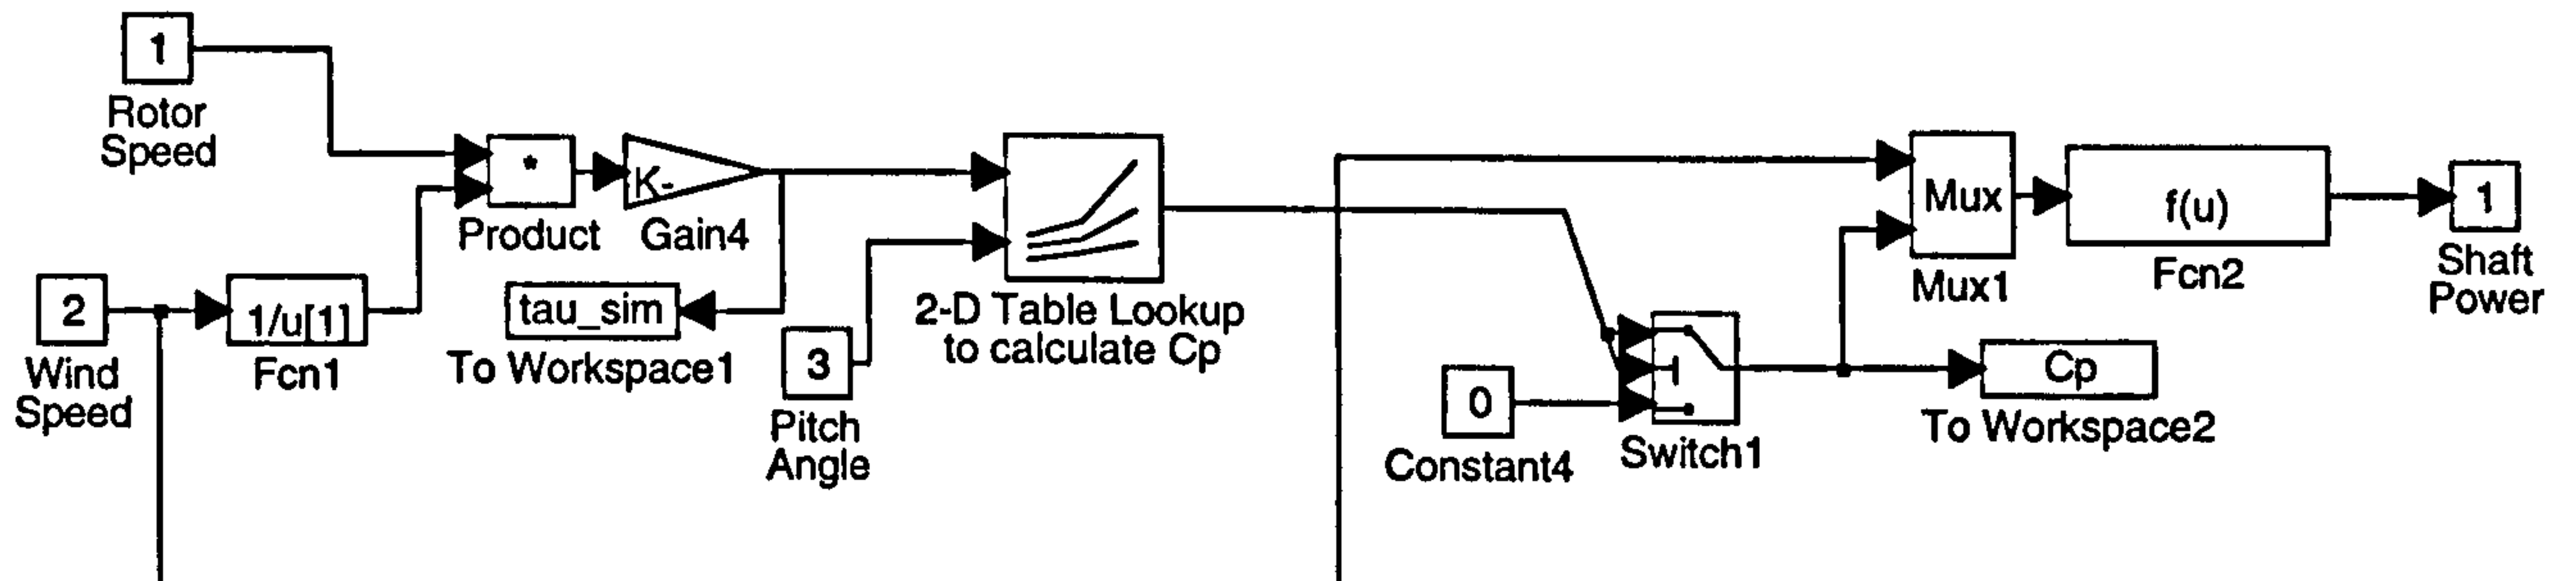 1
Rotor
Speed
*
Product
K-
Gain4
2
Wind
Speed
1/u[1]
Fcn1
tau_sim
To Workspace1
3
Pitch
Angle
2-D Table Lookup
to calculate Cp
0
Constant4
Switch1
Mux
Mux1
f(u)
Fcn2
1
Shaft
Power
Cp
To Workspace2